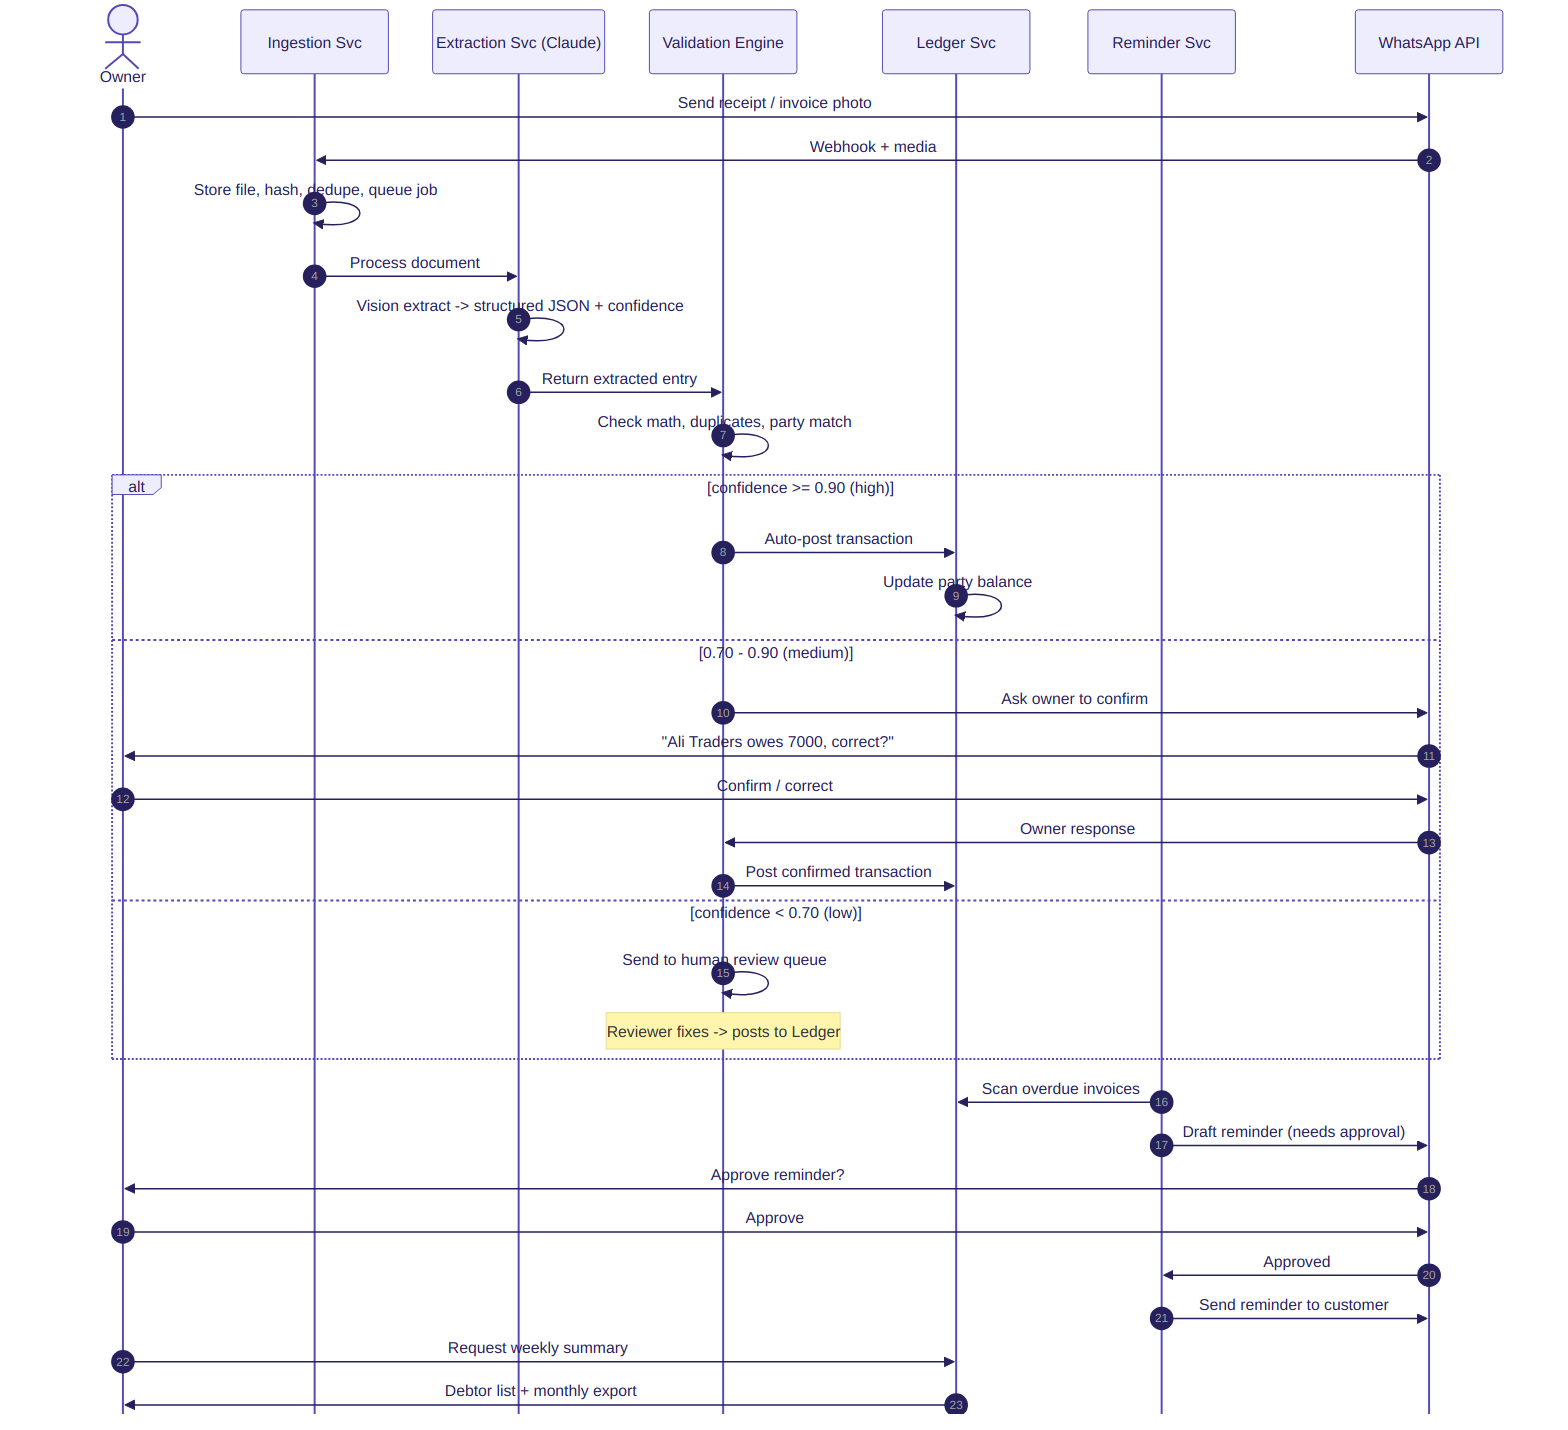 Owner
Ingestion Svc
Extraction Svc (Claude)
Validation Engine
Ledger Svc
Reminder Svc
WhatsApp API
Send receipt / invoice photo
1
Webhook + media
2
Store file, hash, dedupe, queue job
3
Process document
4
Vision extract -> structured JSON + confidence
5
Return extracted entry
6
Check math, duplicates, party match
7
alt
[confidence >= 0.90 (high)]
Auto-post transaction
8
Update party balance
9
[0.70 - 0.90 (medium)]
Ask owner to confirm
10
"Ali Traders owes 7000, correct?"
11
Confirm / correct
12
Owner response
13
Post confirmed transaction
14
[confidence < 0.70 (low)]
Send to human review queue
15
Reviewer fixes -> posts to Ledger
Scan overdue invoices
16
Draft reminder (needs approval)
17
Approve reminder?
18
Approve
19
Approved
20
Send reminder to customer
21
Request weekly summary
22
Debtor list + monthly export
23